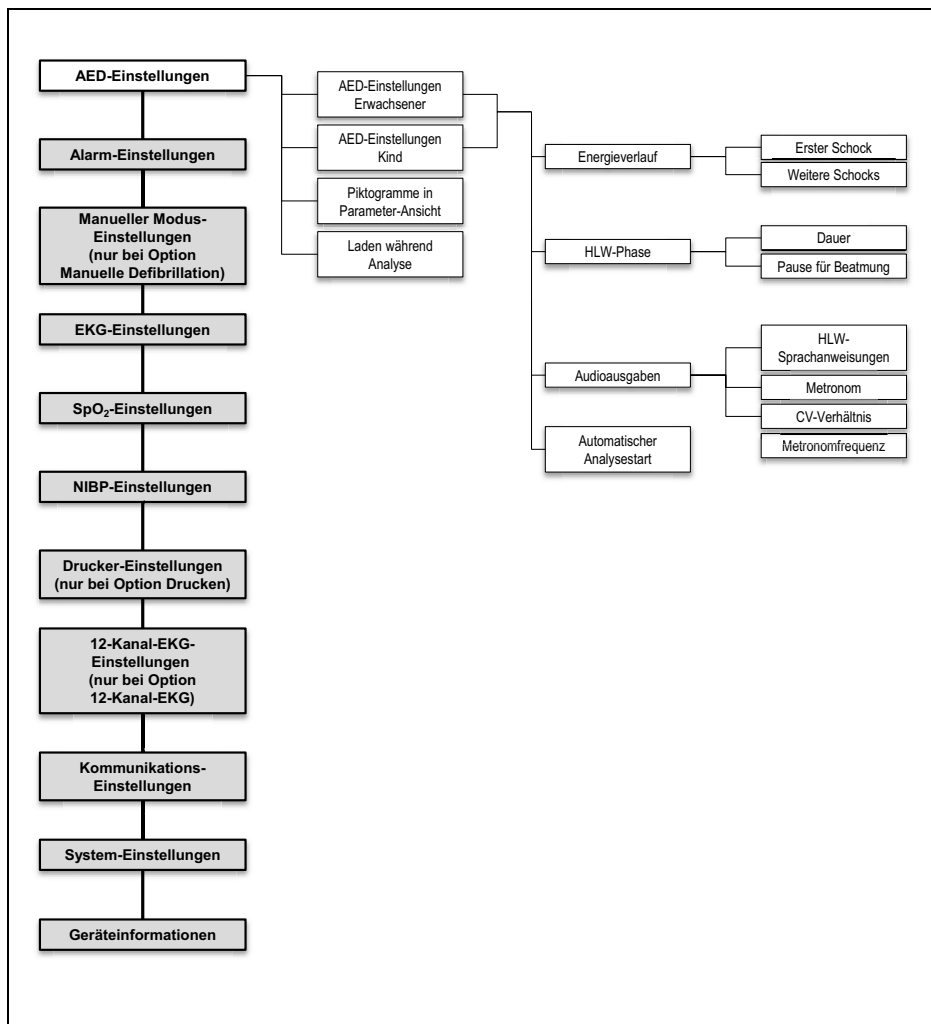 AED-Einstellungen
Alarm-Einstellungen
Manueller Modus-
Einstellungen
(nur bei Option
Manuelle Defibrillation)
EKG-Einstellungen
SpO₂-Einstellungen
NIBP-Einstellungen
Drucker-Einstellungen
(nur bei Option Drucken)
12-Kanal-EKG-
Einstellungen
(nur bei Option
12-Kanal-EKG)
Kommunikations-
Einstellungen
System-Einstellungen
Geräteinformationen
AED-Einstellungen
Erwachsener
AED-Einstellungen
Kind
Piktogramme in
Parameter-Ansicht
Laden während
Analyse
Energieverlauf
HLW-Phase
Audioausgaben
Automatischer
Analysestart
Erster Schock
Weitere Schocks
Dauer
Pause für Beatmung
HLW-
Sprachanweisungen
Metronom
CV-Verhältnis
Metronomfrequenz